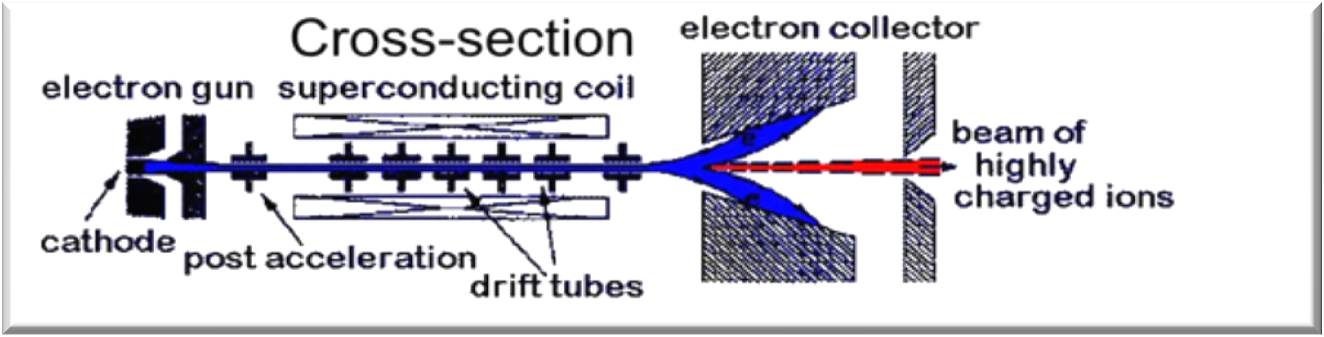 Cross-section
electron collector
electron gun
superconducting coil
beam of
highly
charged ions
cathode
post acceleration
drift tubes
e
e